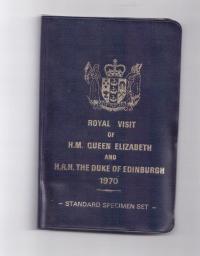 ROYAL VISIT
OF
H.M. QUEEN ELIZABETH
AND
H.R.H. THE DUKE OF EDINBURGH
1970
– STANDARD SPECIMEN SET –